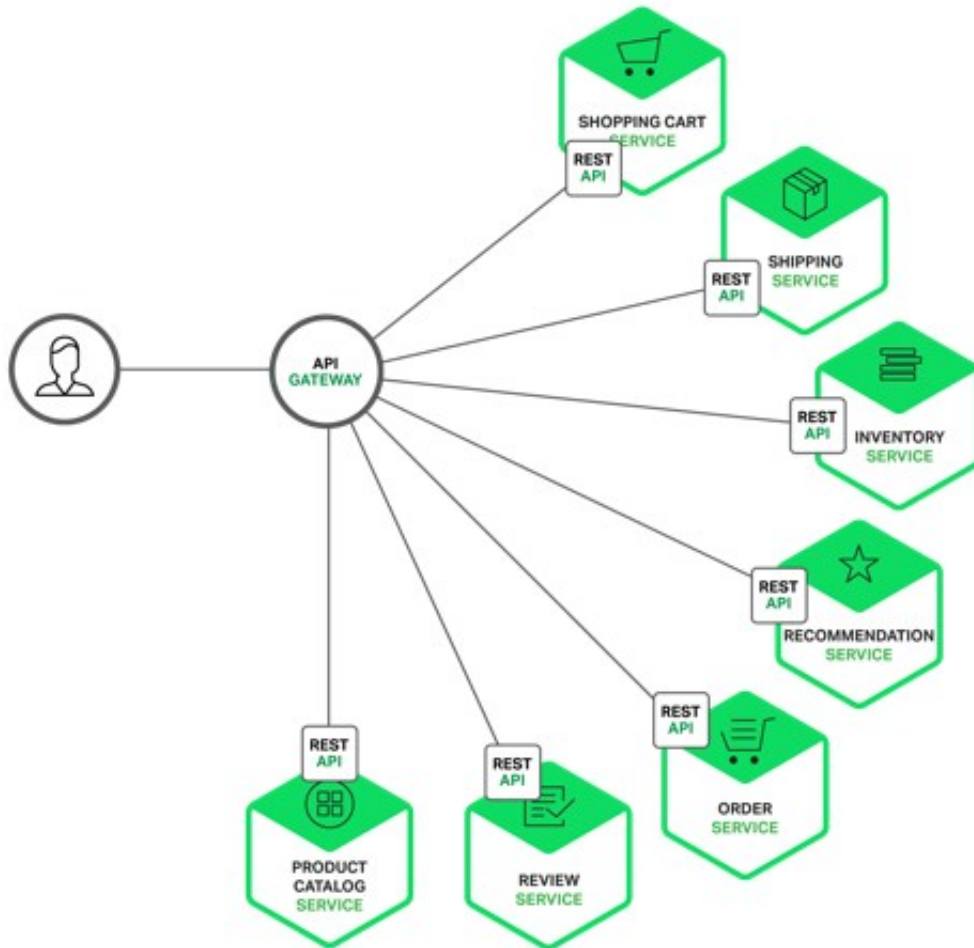 SHOPPING CART
SERVICE
REST
API
SHIPPING
SERVICE
REST
API
API
GATEWAY
INVENTORY
SERVICE
REST
API
RECOMMENDATION
SERVICE
REST
API
ORDER
SERVICE
REST
API
REVIEW
SERVICE
REST
API
PRODUCT
CATALOG
SERVICE
REST
API